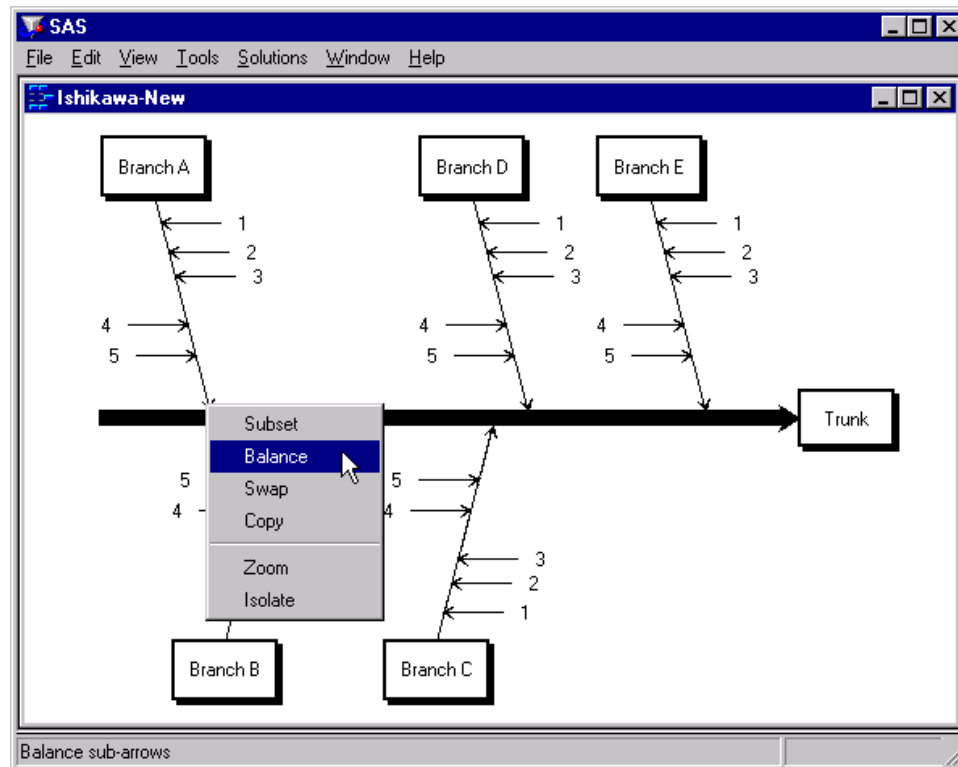 SAS
File Edit View Tools Solutions Window Help
Ishikawa-New
Branch A Branch D Branch E
1 1 1
2 2 2
3 3 3
4 4 4
5 5 5
Trunk
Subset
Balance
Swap
Copy
Zoom
Isolate
5 5
4 4
3
2
1
Branch B Branch C
Balance sub-arrows